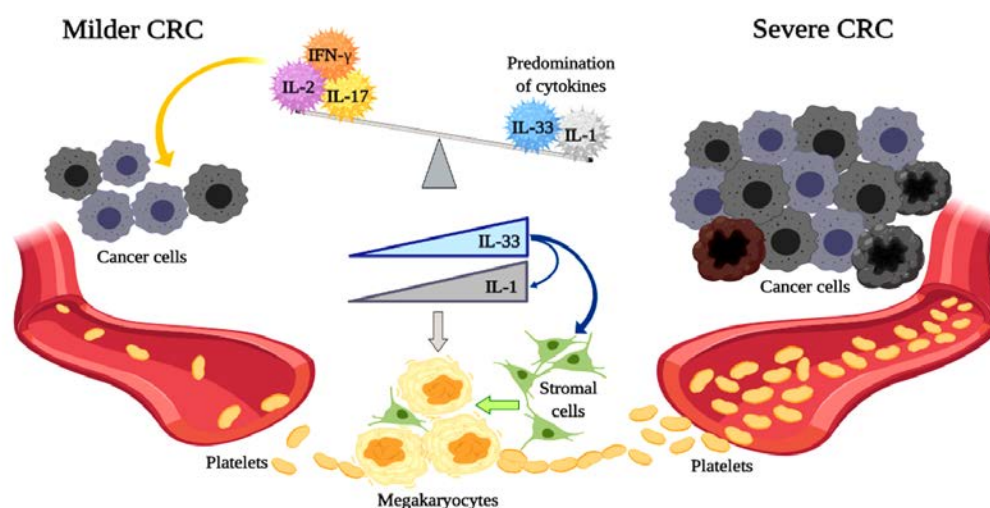 Milder CRC
Severe CRC
IFN-γ
IL-2
IL-17
Predomination
of cytokines
IL-33
IL-1
Cancer cells
Cancer cells
IL-33
IL-1
Stromal
cells
Platelets
Platelets
Megakaryocytes